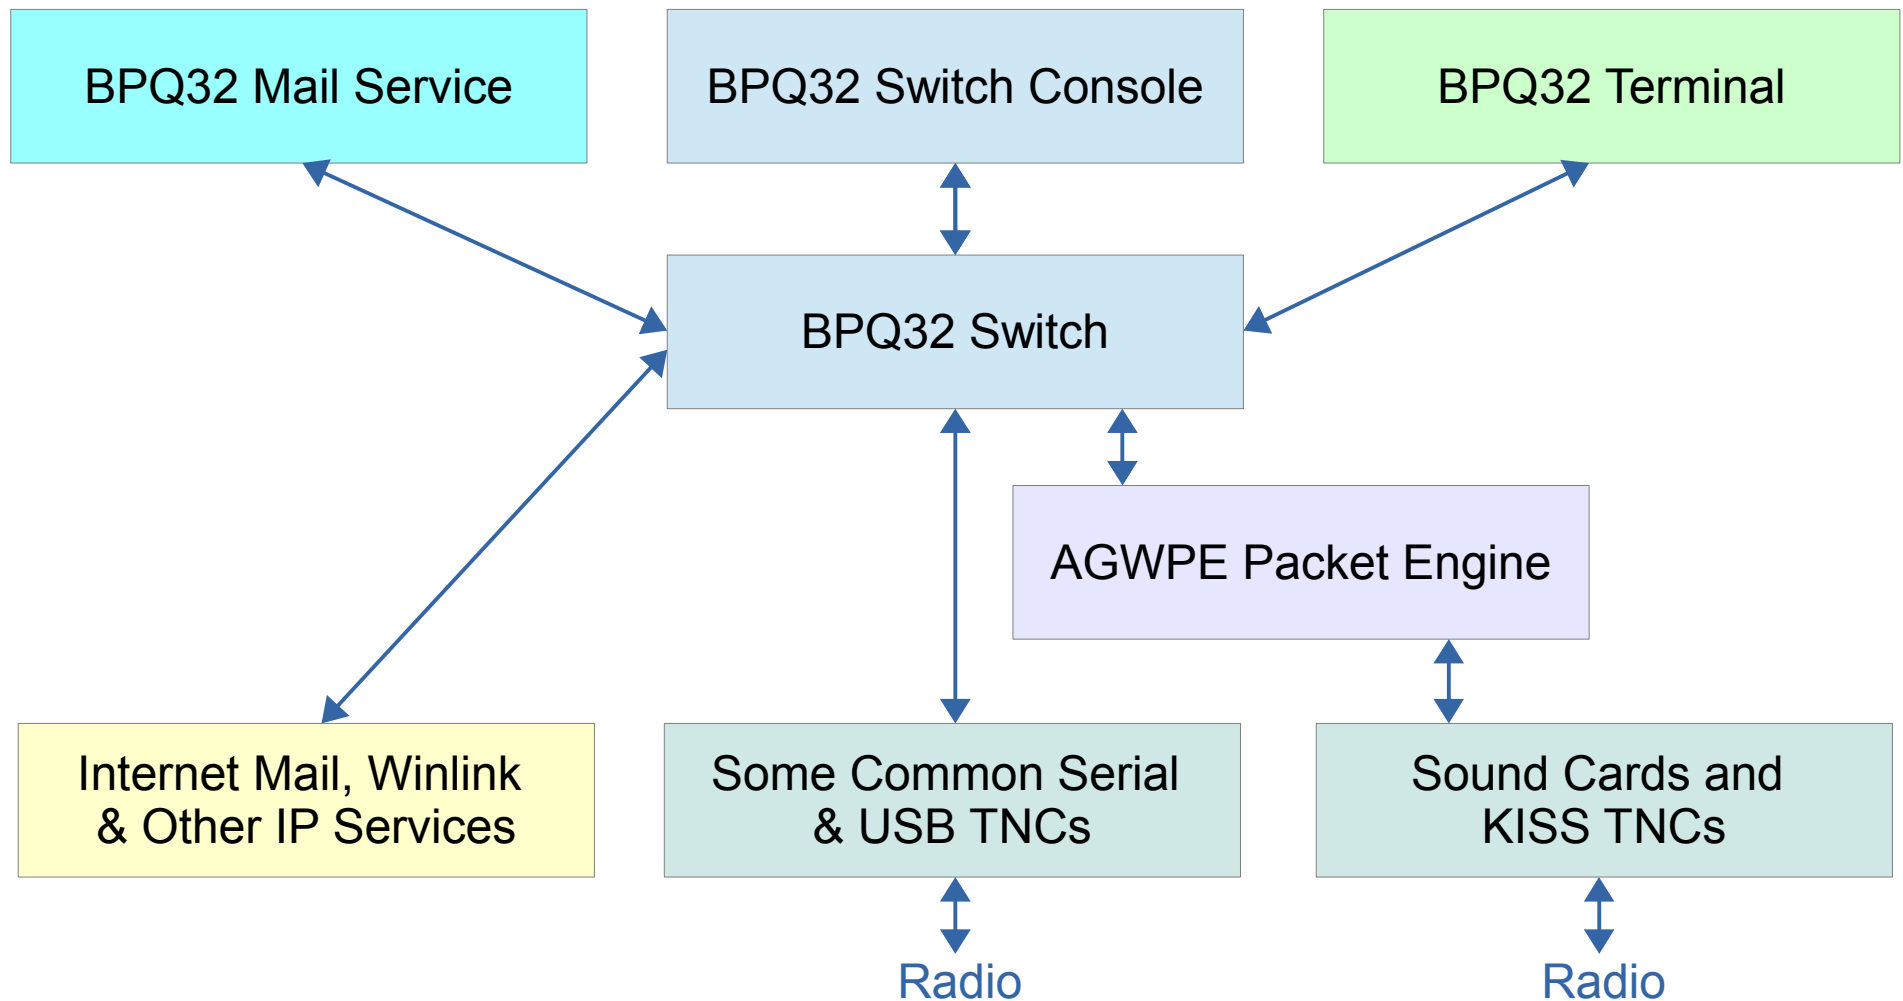 BPQ32 Mail Service
BPQ32 Switch Console
BPQ32 Terminal
BPQ32 Switch
AGWPE Packet Engine
Internet Mail, Winlink
& Other IP Services
Some Common Serial
& USB TNCs
Sound Cards and
KISS TNCs
Radio
Radio